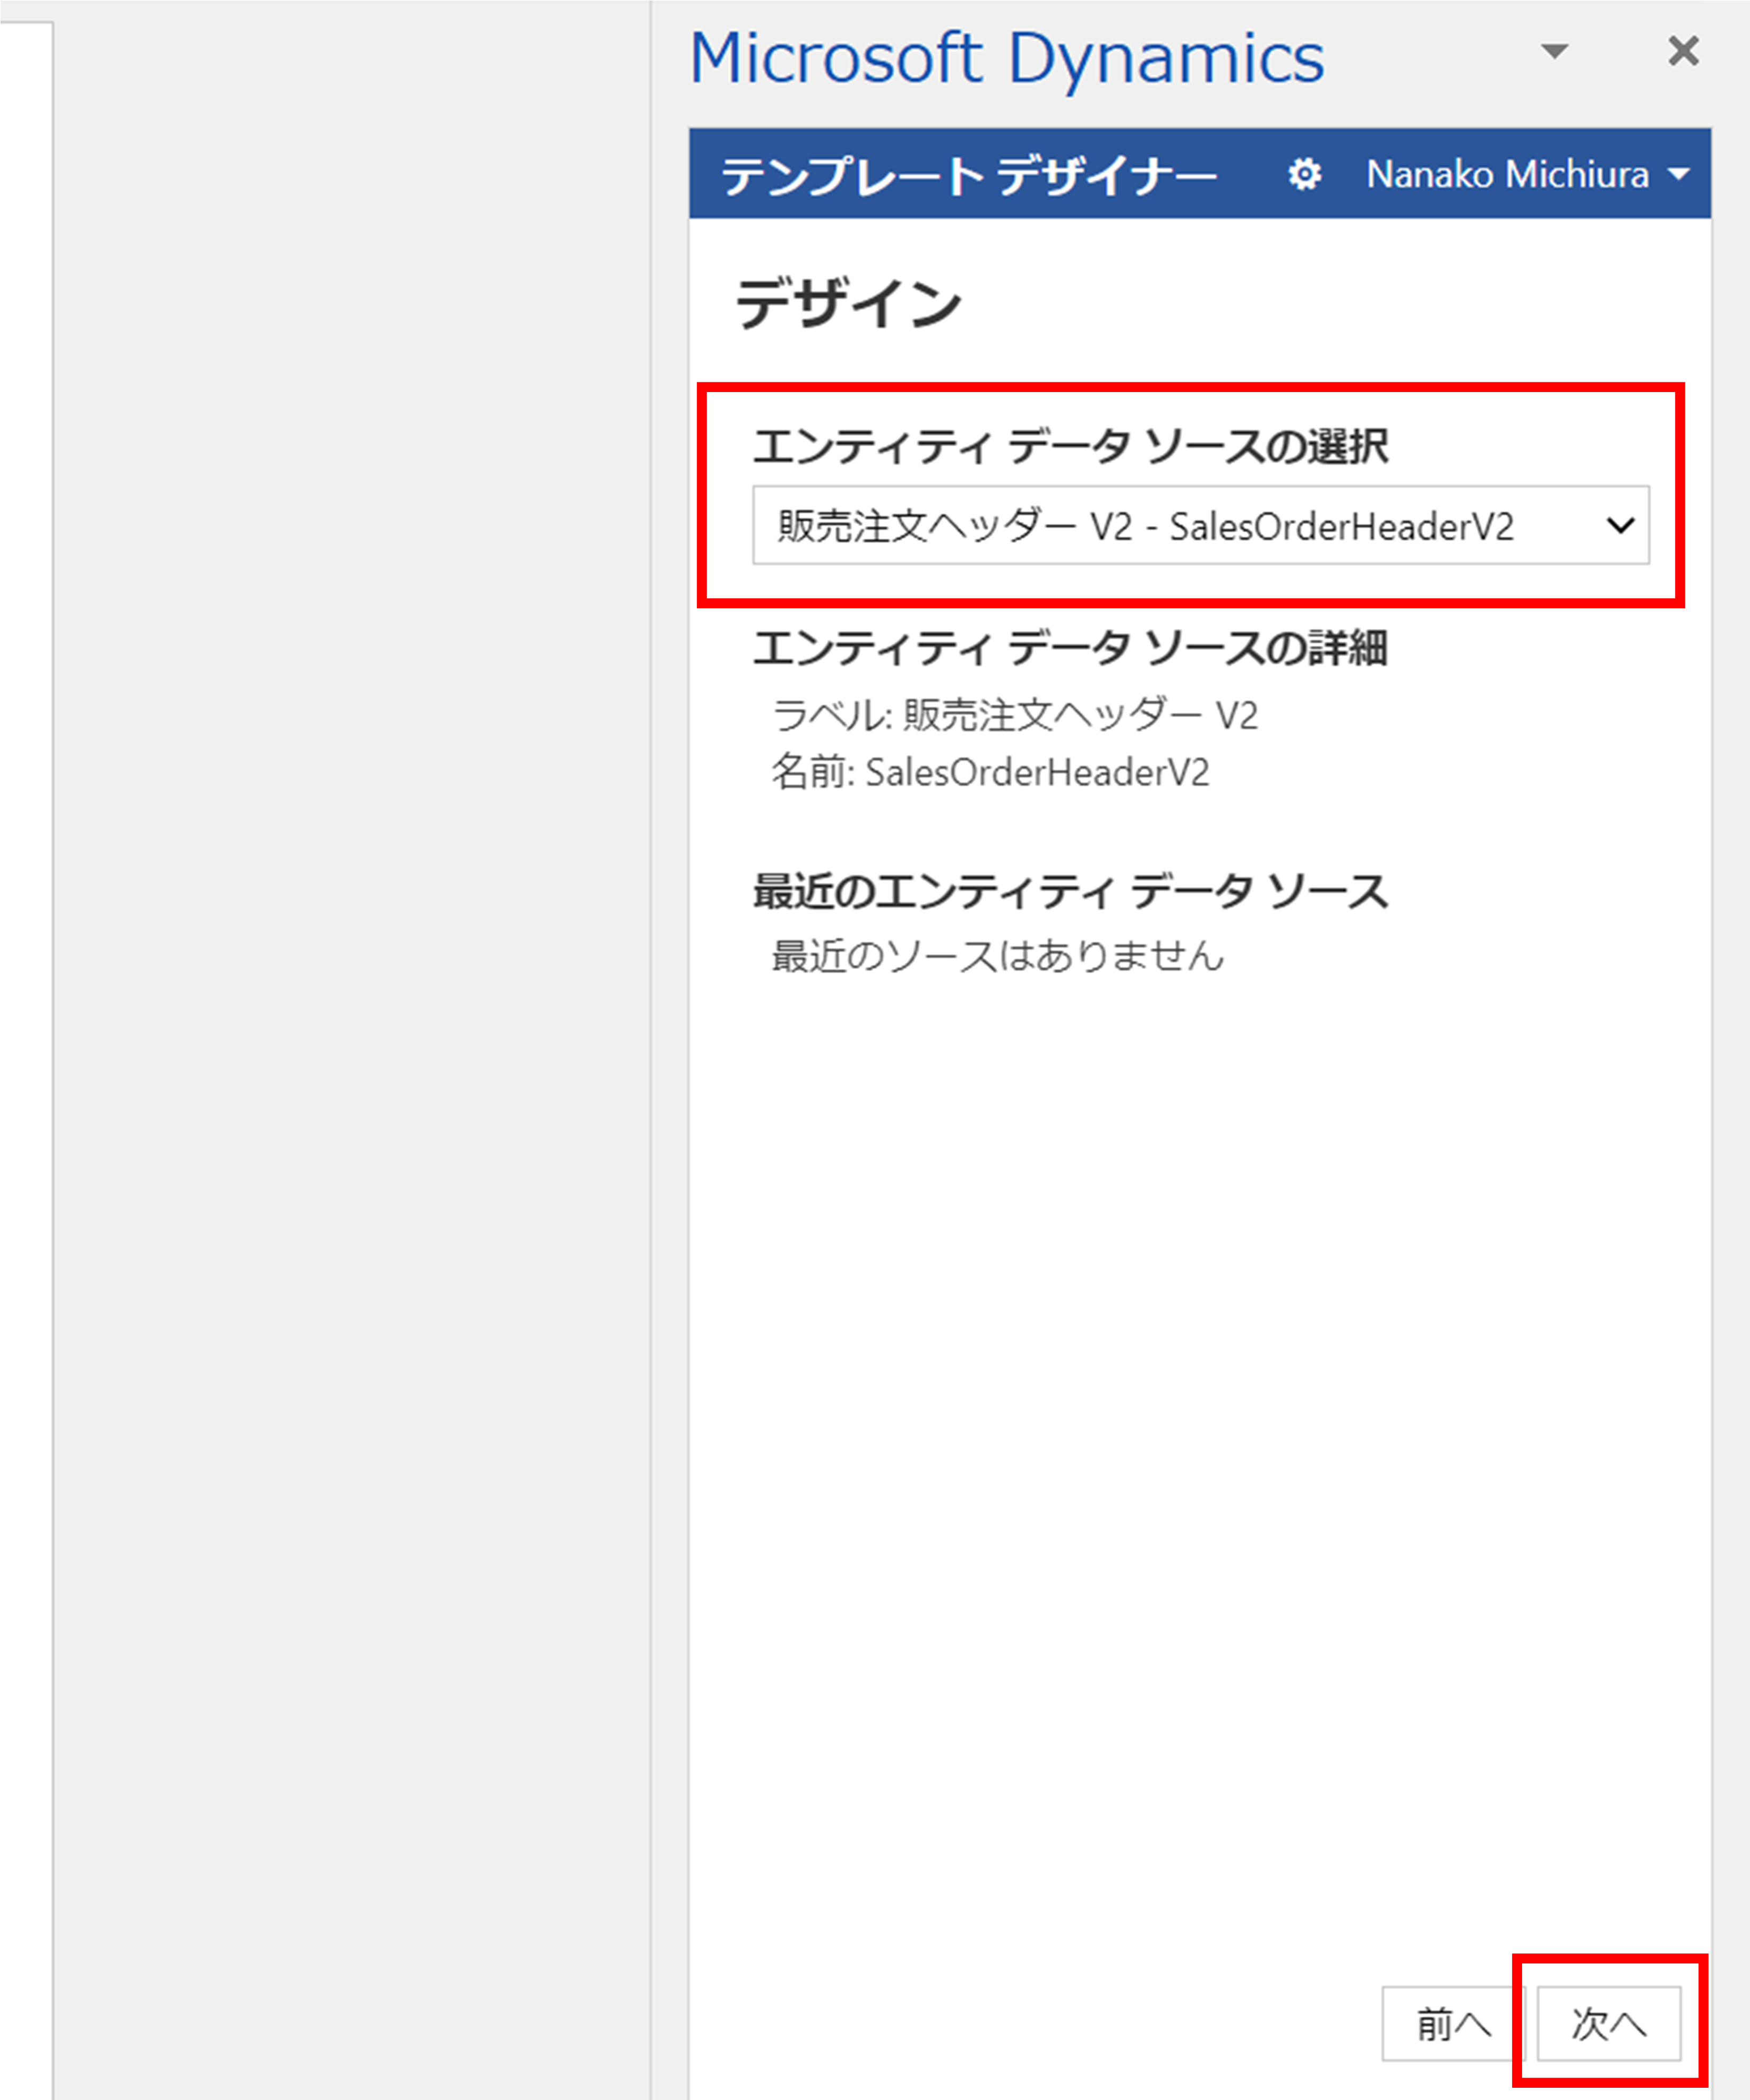 Microsoft Dynamics
テンプレート デザイナー
Nanako Michiura
デザイン
エンティティ データ ソースの選択
販売注文ヘッダー V2 - SalesOrderHeaderV2
エンティティ データ ソースの詳細
ラベル: 販売注文ヘッダー V2
名前: SalesOrderHeaderV2
最近のエンティティ データ ソース
最近のソースはありません
前へ
次へ